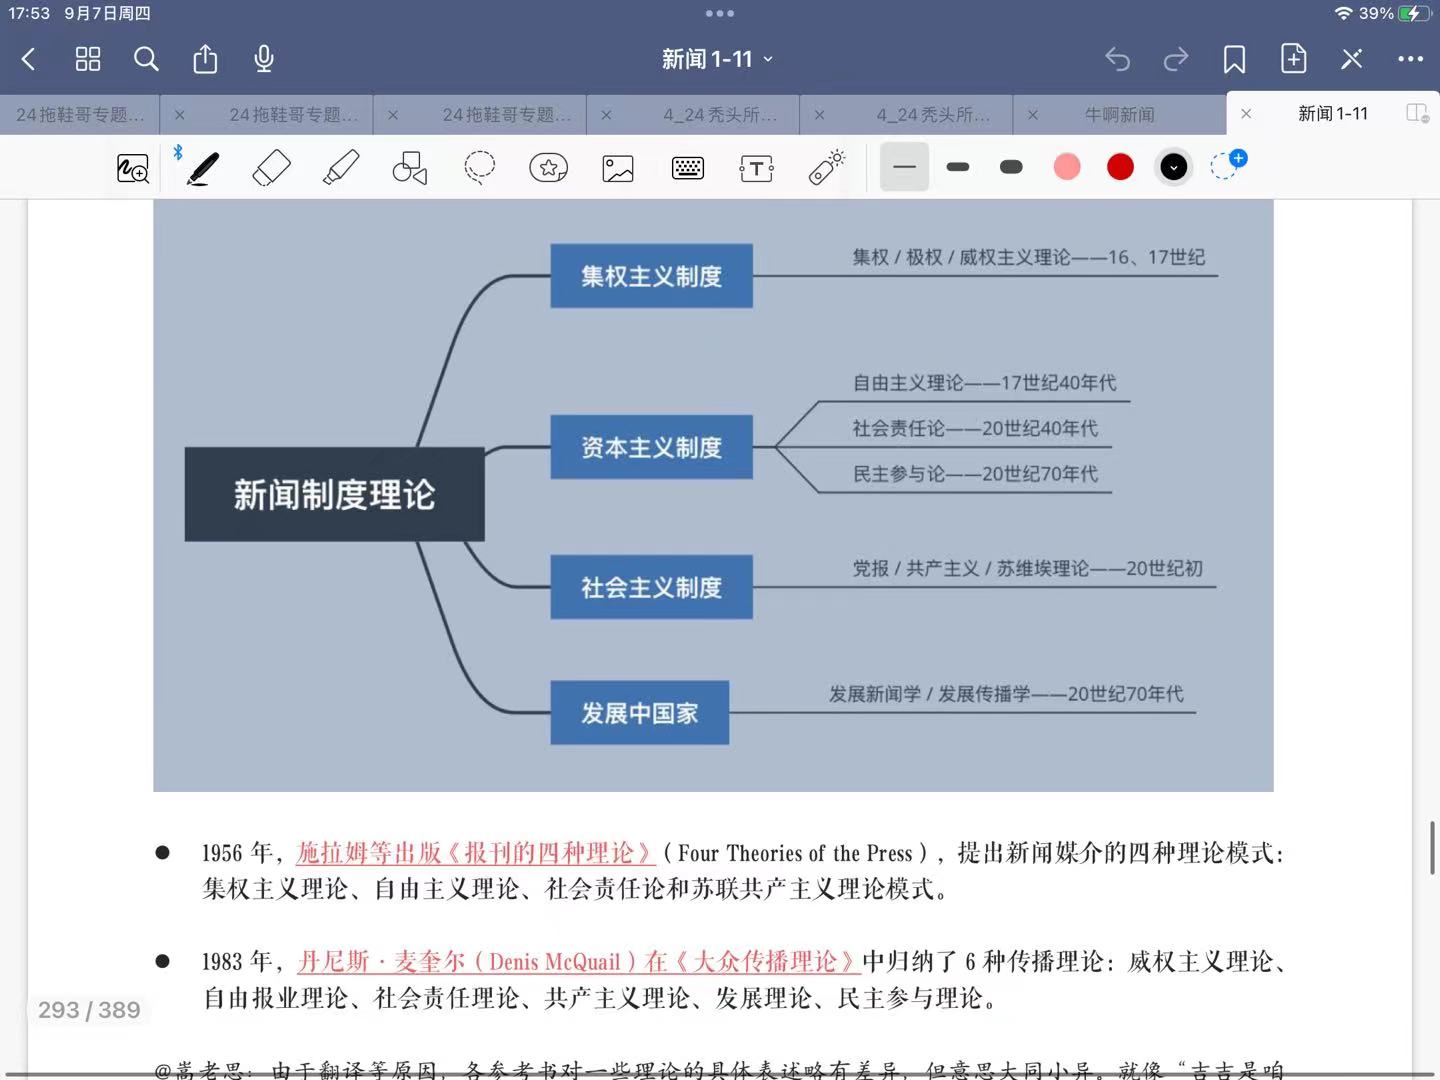 17:53 9月7日周四
39%
新闻 1-11
24拖鞋哥专题...
24拖鞋哥专题...
24拖鞋哥专题...
4_24秃头所...
4_24秃头所...
牛啊新闻
新闻 1-11
集权主义制度
集权 / 极权 / 威权主义理论——16、17世纪
自由主义理论——17世纪40年代
资本主义制度
社会责任论——20世纪40年代
民主参与论——20世纪70年代
新闻制度理论
社会主义制度
党报 / 共产主义 / 苏维埃理论——20世纪初
发展中国家
发展新闻学 / 发展传播学——20世纪70年代
● 1956 年，施拉姆等出版《报刊的四种理论》（Four Theories of the Press），提出新闻媒介的四种理论模式：
集权主义理论、自由主义理论、社会责任论和苏联共产主义理论模式。
● 1983 年，丹尼斯·麦奎尔（Denis McQuail）在《大众传播理论》中归纳了 6 种传播理论：威权主义理论、
自由报业理论、社会责任理论、共产主义理论、发展理论、民主参与理论。
293 / 389
@嵩老思：由于翻译等原因，各参考书对一些理论的具体表述略有差异，但意思大同小异。就像“吉吉是咱